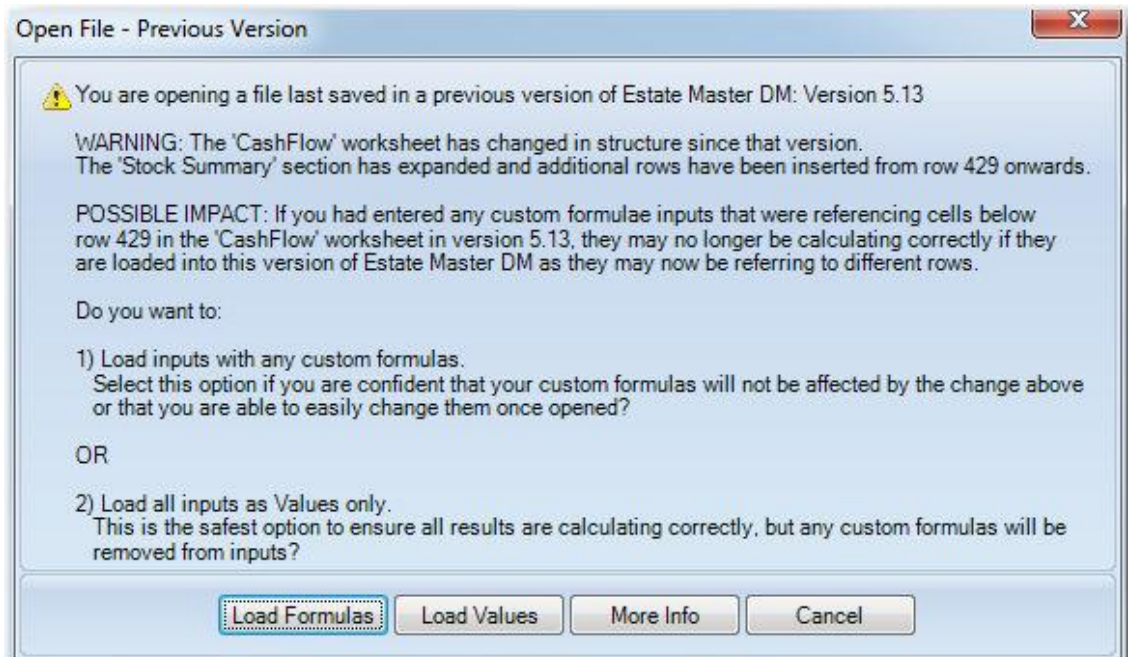 Open File - Previous Version
X
You are opening a file last saved in a previous version of Estate Master DM: Version 5.13
WARNING: The 'CashFlow' worksheet has changed in structure since that version.
The 'Stock Summary' section has expanded and additional rows have been inserted from row 429 onwards.
POSSIBLE IMPACT: If you had entered any custom formulae inputs that were referencing cells below
row 429 in the 'CashFlow' worksheet in version 5.13, they may no longer be calculating correctly if they
are loaded into this version of Estate Master DM as they may now be referring to different rows.
Do you want to:
1) Load inputs with any custom formulas.
Select this option if you are confident that your custom formulas will not be affected by the change above
or that you are able to easily change them once opened?
OR
2) Load all inputs as Values only.
This is the safest option to ensure all results are calculating correctly, but any custom formulas will be
removed from inputs?
Load Formulas Load Values More Info Cancel